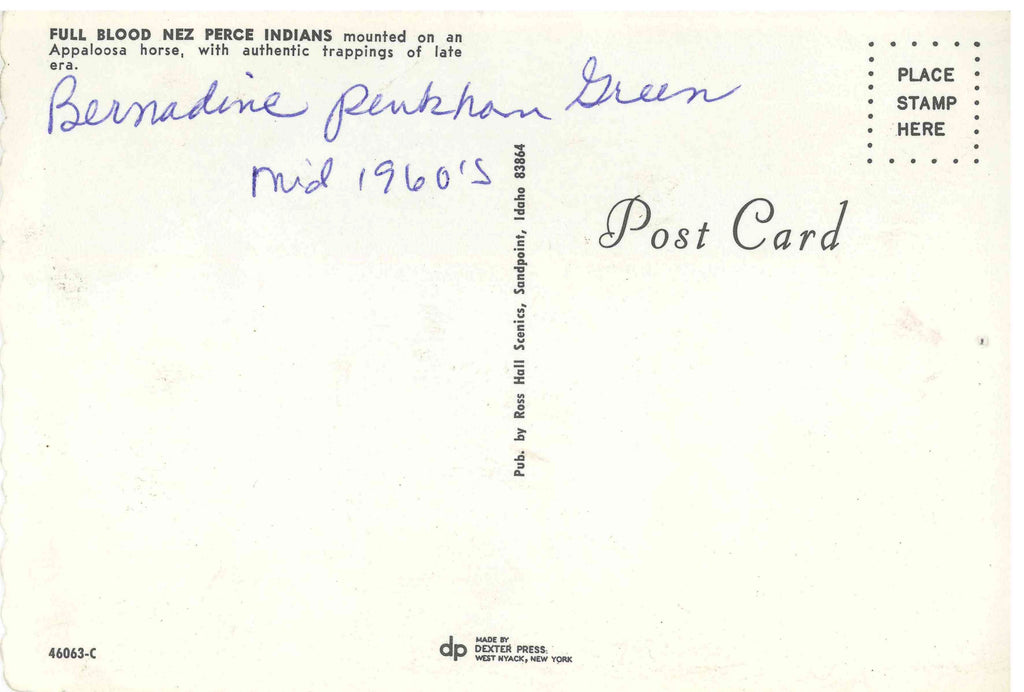 FULL BLOOD NEZ PERCE INDIANS mounted on an
Appaloosa horse, with authentic trappings of late
era.
Bernadine Penkham Green
mid 1960's
PLACE
STAMP
HERE
Post Card
Pub. by Ross Hall Scenics, Sandpoint, Idaho 83864
46063-C
dp
MADE BY
DEXTER PRESS,
WEST NYACK, NEW YORK